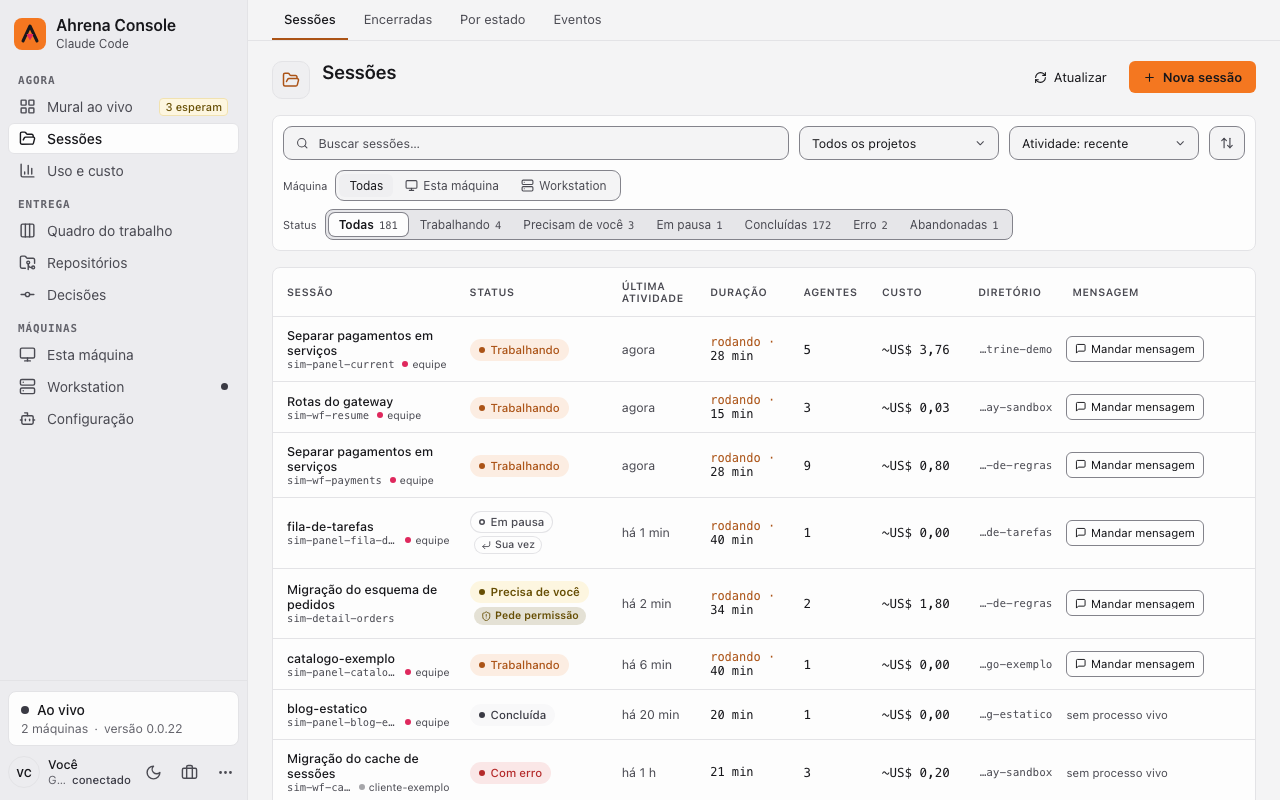 Ahrena Console
Claude Code
AGORA
Mural ao vivo 3 esperam
Sessões
Uso e custo
ENTREGA
Quadro do trabalho
Repositórios
Decisões
MÁQUINAS
Esta máquina
Workstation
Configuração
Ao vivo
2 máquinas · versão 0.0.22
VC
Você
G… conectado
Sessões Encerradas Por estado Eventos
Sessões
Atualizar
Nova sessão
Buscar sessões…
Todos os projetos
Atividade: recente
Máquina Todas Esta máquina Workstation
Status Todas 181 Trabalhando 4 Precisam de você 3 Em pausa 1 Concluídas 172 Erro 2 Abandonadas 1
SESSÃO STATUS ÚLTIMA ATIVIDADE DURAÇÃO AGENTES CUSTO DIRETÓRIO MENSAGEM
Separar pagamentos em
serviços
sim-panel-current equipe
Trabalhando
agora
rodando ·
28 min
5
~US$ 3,76
…trine-demo
Mandar mensagem
Rotas do gateway
sim-wf-resume equipe
Trabalhando
agora
rodando ·
15 min
3
~US$ 0,03
…ay-sandbox
Mandar mensagem
Separar pagamentos em
serviços
sim-wf-payments equipe
Trabalhando
agora
rodando ·
28 min
9
~US$ 0,80
…-de-regras
Mandar mensagem
fila-de-tarefas
sim-panel-fila-d… equipe
Em pausa
Sua vez
há 1 min
rodando ·
40 min
1
~US$ 0,00
…de-tarefas
Mandar mensagem
Migração do esquema de
pedidos
sim-detail-orders
Precisa de você
Pede permissão
há 2 min
rodando ·
34 min
2
~US$ 1,80
…-de-regras
Mandar mensagem
catalogo-exemplo
sim-panel-catalo… equipe
Trabalhando
há 6 min
rodando ·
40 min
1
~US$ 0,00
…go-exemplo
Mandar mensagem
blog-estatico
sim-panel-blog-e… equipe
Concluída
há 20 min
20 min
1
~US$ 0,00
…g-estatico
sem processo vivo
Migração do cache de
sessões
sim-wf-ca… cliente-exemplo
Com erro
há 1 h
21 min
3
~US$ 0,20
…ay-sandbox
sem processo vivo